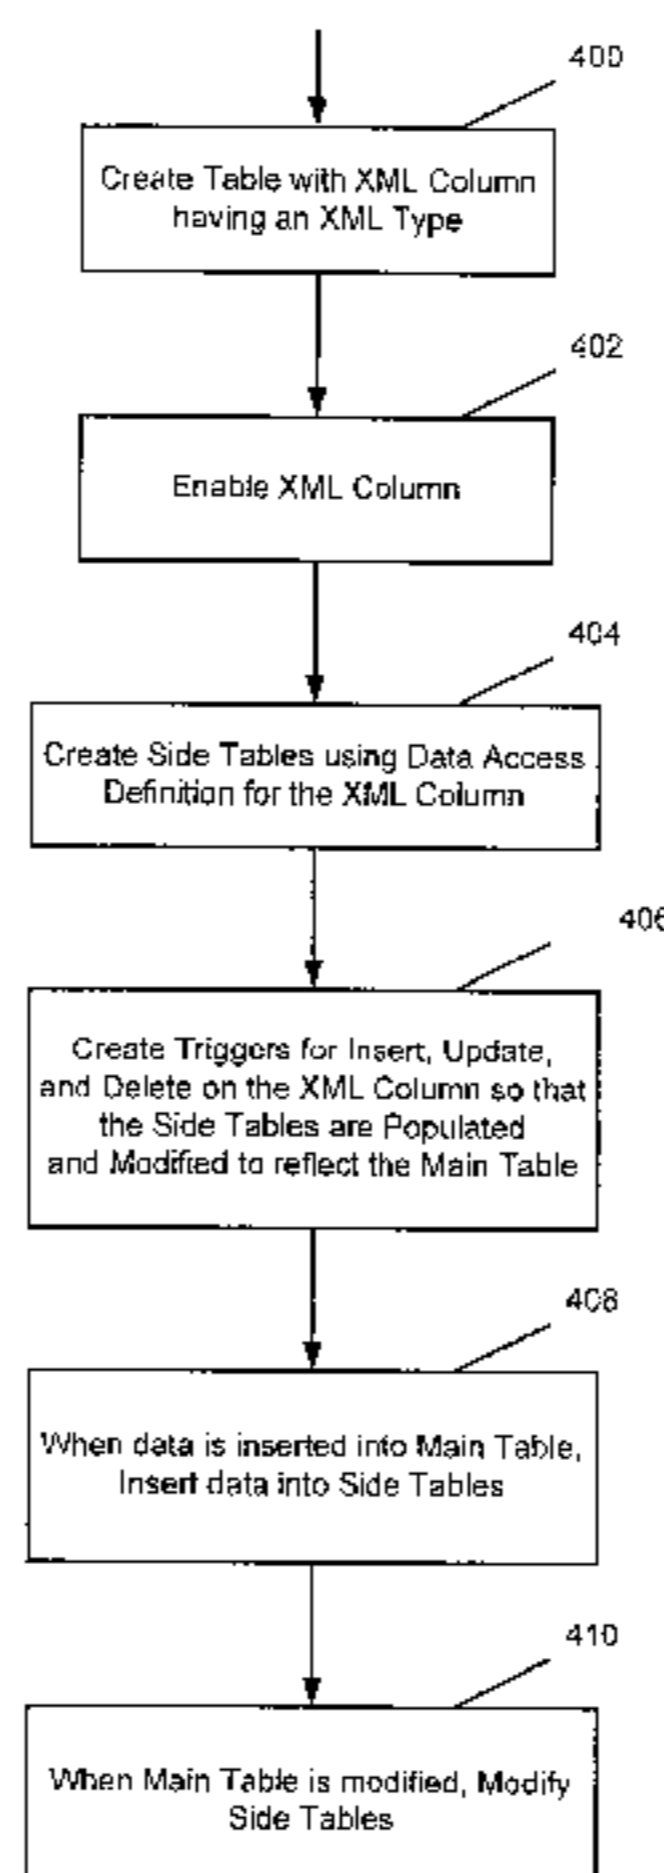 400
Create Table with XML Column
having an XML Type
402
Enable XML Column
404
Create Side Tables using Data Access
Definition for the XML Column
406
Create Triggers for Insert, Update,
and Delete on the XML Column so that
the Side Tables are Populated
and Modified to reflect the Main Table
408
When data is inserted into Main Table,
Insert data into Side Tables
410
When Main Table is modified, Modify
Side Tables